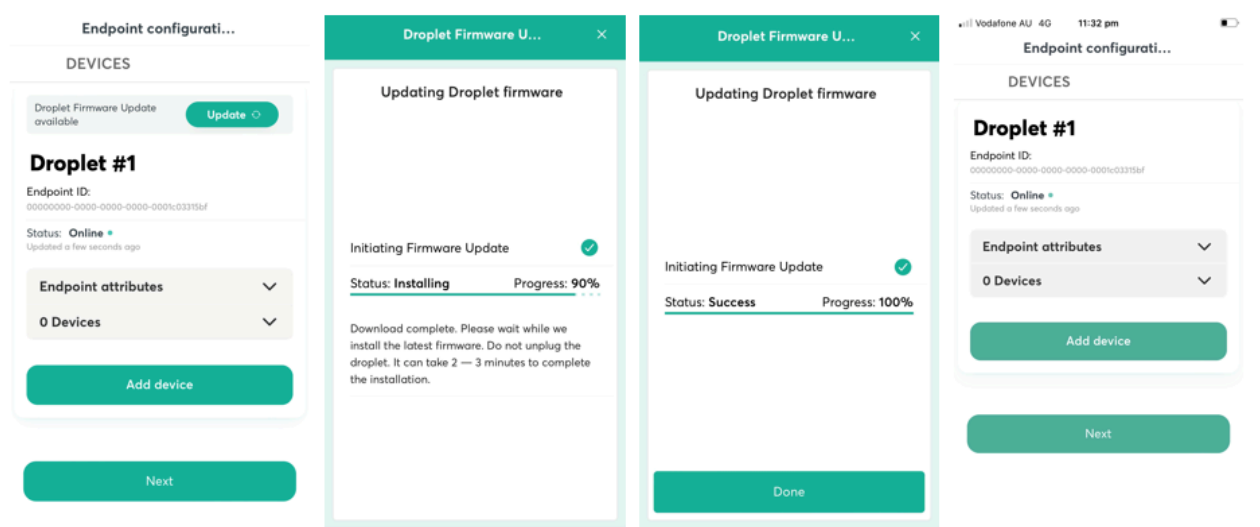 Endpoint configurati...
DEVICES
Droplet Firmware Update
available
Update
Droplet #1
Endpoint ID:
00000000-0000-0000-0000-0001c03315bf
Status: Online
Updated a few seconds ago
Endpoint attributes
0 Devices
Add device
Next
Droplet Firmware U... ×
Updating Droplet firmware
Initiating Firmware Update
Status: Installing Progress: 90%
Download complete. Please wait while we
install the latest firmware. Do not unplug the
droplet. It can take 2 — 3 minutes to complete
the installation.
Droplet Firmware U... ×
Updating Droplet firmware
Initiating Firmware Update
Status: Success Progress: 100%
Done
Vodafone AU 4G 11:32 pm
Endpoint configurati...
DEVICES
Droplet #1
Endpoint ID:
00000000-0000-0000-0000-0001c03315bf
Status: Online
Updated a few seconds ago
Endpoint attributes
0 Devices
Add device
Next